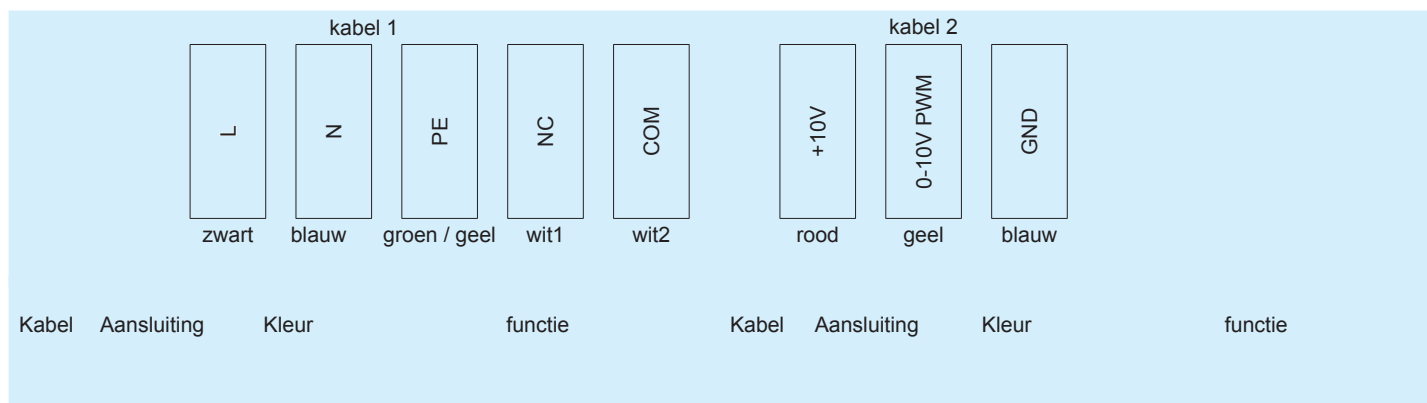 kabel 1 kabel 2
L N PE NC COM +10V 0-10V PWM GND
zwart blauw groen / geel wit1 wit2 rood geel blauw
Kabel Aansluiting Kleur functie Kabel Aansluiting Kleur functie